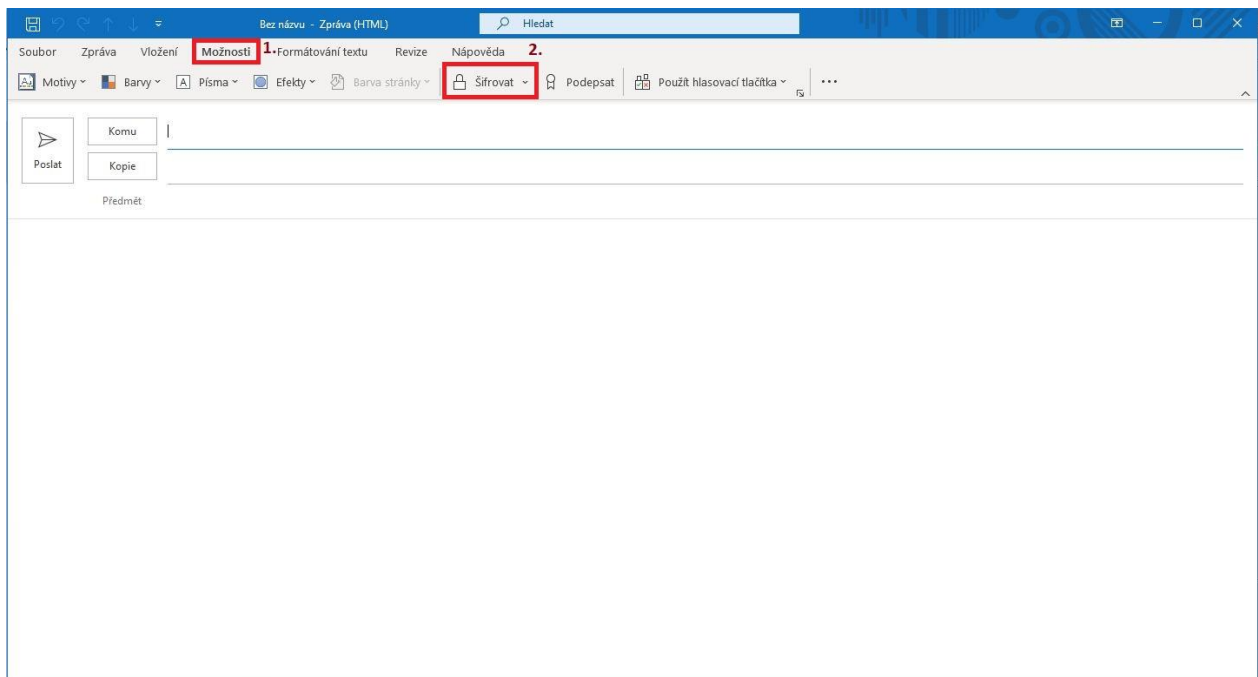 Bez názvu - Zpráva (HTML) Hledat
Soubor Zpráva Vložení Možnosti 1. Formátování textu Revize Nápověda 2.
Motivy Barvy A Písma Efekty Barva stránky Šifrovat Podepsat Použít hlasovací tlačítka ...
Komu
Poslat
Kopie
Předmět